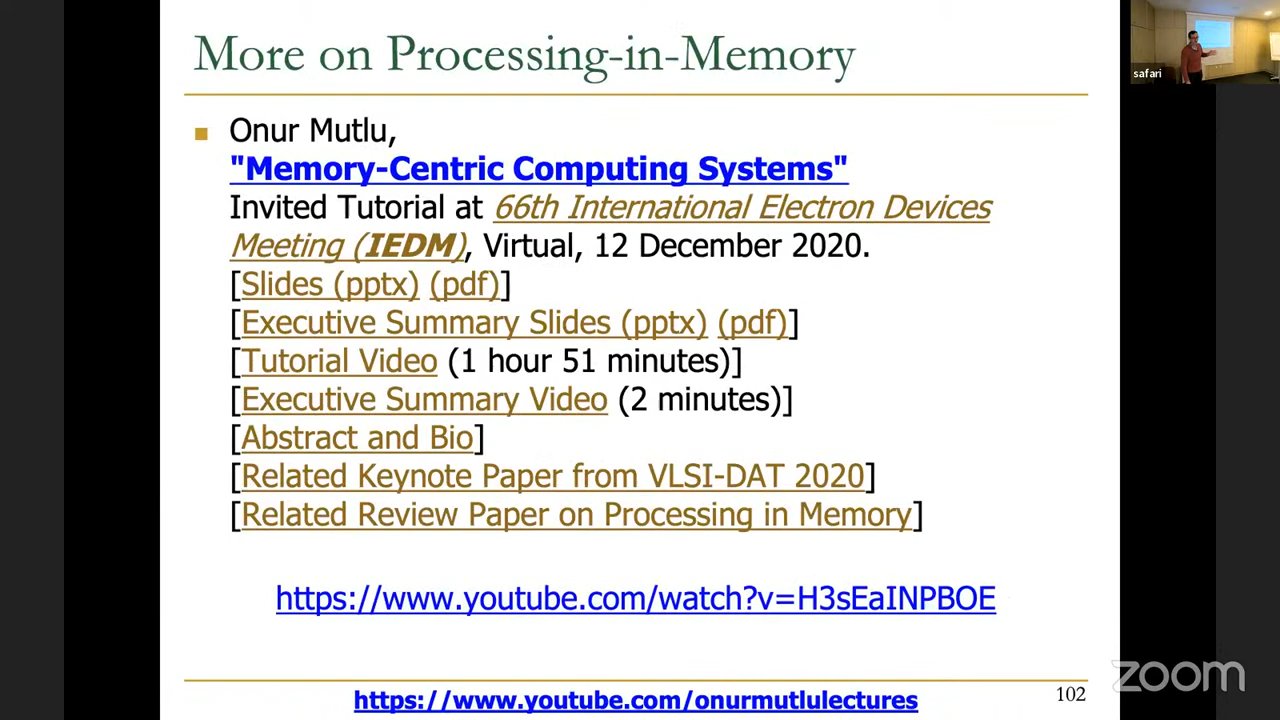 More on Processing-in-Memory
safari
■ Onur Mutlu,
"Memory-Centric Computing Systems"
Invited Tutorial at 66th International Electron Devices
Meeting (IEDM), Virtual, 12 December 2020.
[Slides (pptx) (pdf)]
[Executive Summary Slides (pptx) (pdf)]
[Tutorial Video (1 hour 51 minutes)]
[Executive Summary Video (2 minutes)]
[Abstract and Bio]
[Related Keynote Paper from VLSI-DAT 2020]
[Related Review Paper on Processing in Memory]
https://www.youtube.com/watch?v=H3sEaINPBOE
https://www.youtube.com/onurmutlulectures
102
zoom